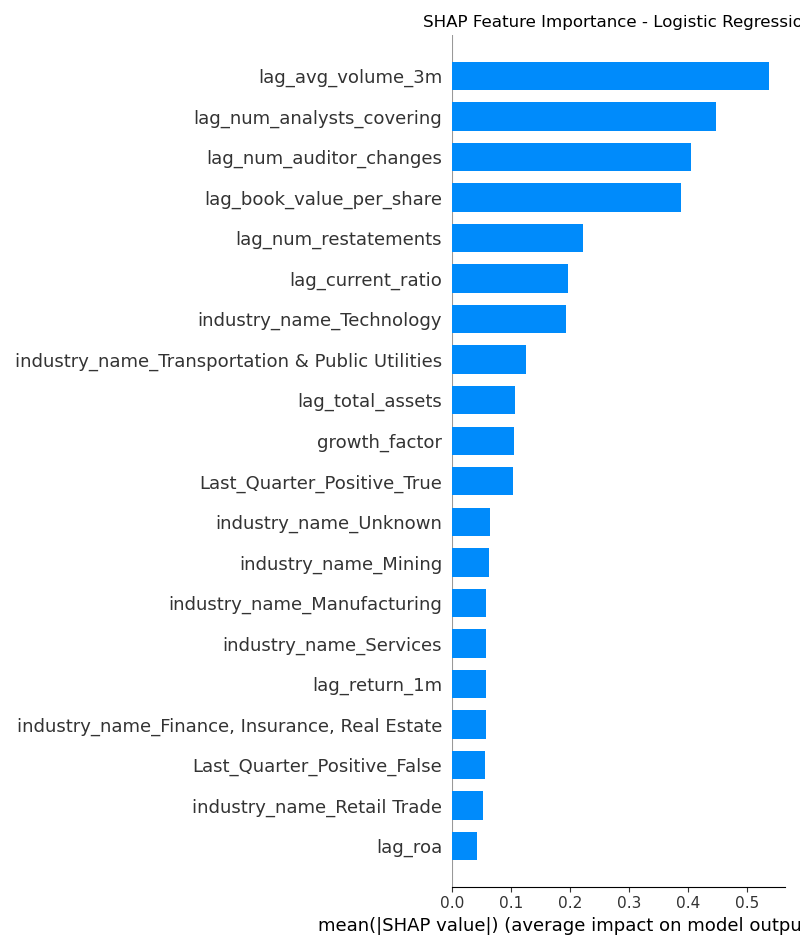 SHAP Feature Importance - Logistic Regressio
lag_avg_volume_3m
lag_num_analysts_covering
lag_num_auditor_changes
lag_book_value_per_share
lag_num_restatements
lag_current_ratio
industry_name_Technology
industry_name_Transportation & Public Utilities
lag_total_assets
growth_factor
Last_Quarter_Positive_True
industry_name_Unknown
industry_name_Mining
industry_name_Manufacturing
industry_name_Services
lag_return_1m
industry_name_Finance, Insurance, Real Estate
Last_Quarter_Positive_False
industry_name_Retail Trade
lag_roa
0.0 0.1 0.2 0.3 0.4 0.5
mean(|SHAP value|) (average impact on model outpu